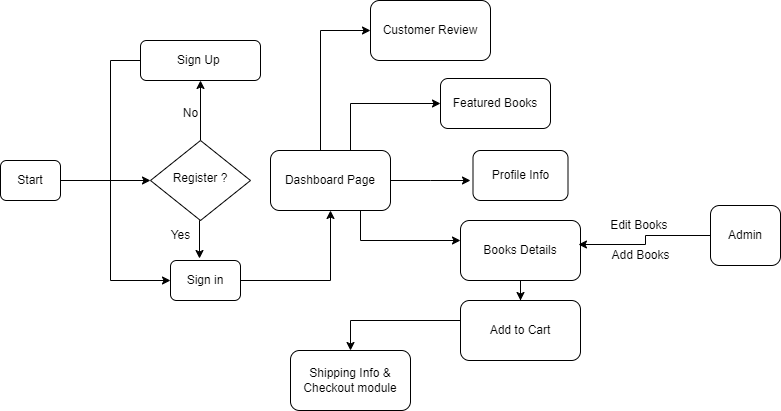 Customer Review
Sign Up
Featured Books
No
Start
Register ?
Dashboard Page
Profile Info
Yes
Edit Books
Admin
Books Details
Add Books
Sign in
Add to Cart
Shipping Info &
Checkout module